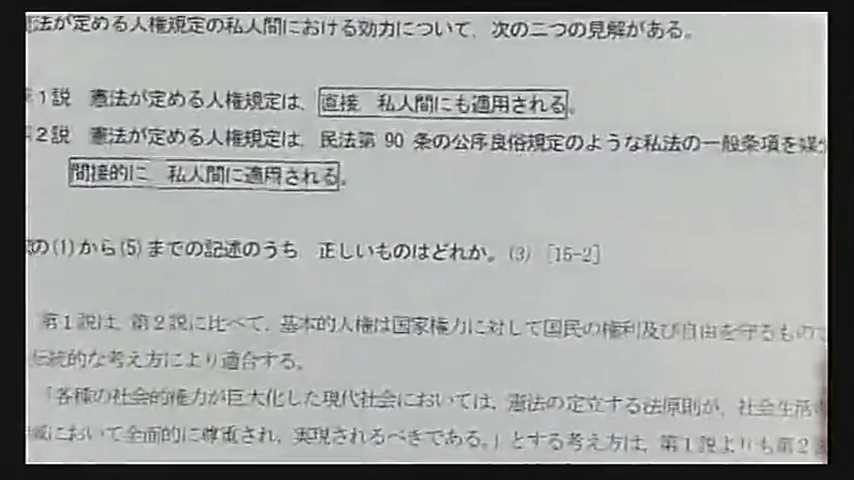 法が定める人権規定の私人間における効力について、次の二つの見解がある。
1説 憲法が定める人権規定は、直接 私人間にも適用される。
2説 憲法が定める人権規定は、民法第 90 条の公序良俗規定のような私法の一般条項を媒
間接的に 私人間に適用される。
の(1)から(5)までの記述のうち 正しいものはどれか。(3) [15-2]
第1説は、第2説に比べて、基本的人権は国家権力に対して国民の権利及び自由を守るもので
伝統的な考え方により適合する。
「各種の社会的権力が巨大化した現代社会においては、憲法の定立する法原則が、社会生活
域において全面的に尊重され、実現されるべきである。」とする考え方は、第1説よりも第2説